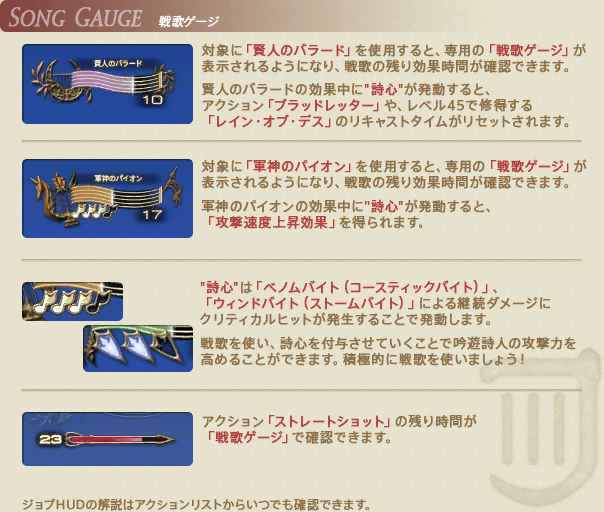 SONG GAUGE 戦歌ゲージ
賢人のバラード
10
対象に「賢人のバラード」を使用すると、専用の「戦歌ゲージ」が
表示されるようになり、戦歌の残り効果時間が確認できます。
賢人のバラードの効果中に"詩心"が発動すると、
アクション「ブラッドレッター」や、レベル45で修得する
「レイン・オブ・デス」のリキャストタイムがリセットされます。
軍神のパイオン
17
対象に「軍神のパイオン」を使用すると、専用の「戦歌ゲージ」が
表示されるようになり、戦歌の残り効果時間が確認できます。
軍神のパイオンの効果中に"詩心"が発動すると、
「攻撃速度上昇効果」を得られます。
"詩心"は「ベノムバイト（コースティックバイト）」、
「ウィンドバイト（ストームバイト）」による継続ダメージに
クリティカルヒットが発生することで発動します。
戦歌を使い、詩心を付与させていくことで吟遊詩人の攻撃力を
高めることができます。積極的に戦歌を使いましょう！
23
アクション「ストレートショット」の残り時間が
「戦歌ゲージ」で確認できます。
ジョブHUDの解説はアクションリストからいつでも確認できます。